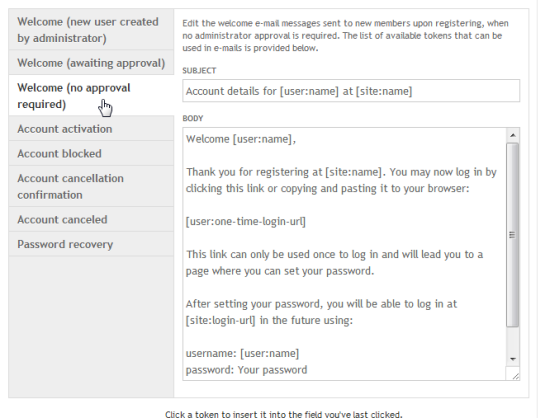 Welcome (new user created
by administrator)
Welcome (awaiting approval)
Welcome (no approval
required)
Account activation
Account blocked
Account cancellation
confirmation
Account canceled
Password recovery
Edit the welcome e-mail messages sent to new members upon registering, when
no administrator approval is required. The list of available tokens that can be
used in e-mails is provided below.
SUBJECT
Account details for [user:name] at [site:name]
BODY
Welcome [user:name],
Thank you for registering at [site:name]. You may now log in by
clicking this link or copying and pasting it to your browser:
[user:one-time-login-url]
This link can only be used once to log in and will lead you to a
page where you can set your password.
After setting your password, you will be able to log in at
[site:login-url] in the future using:
username: [user:name]
password: Your password
Click a token to insert it into the field you've last clicked.